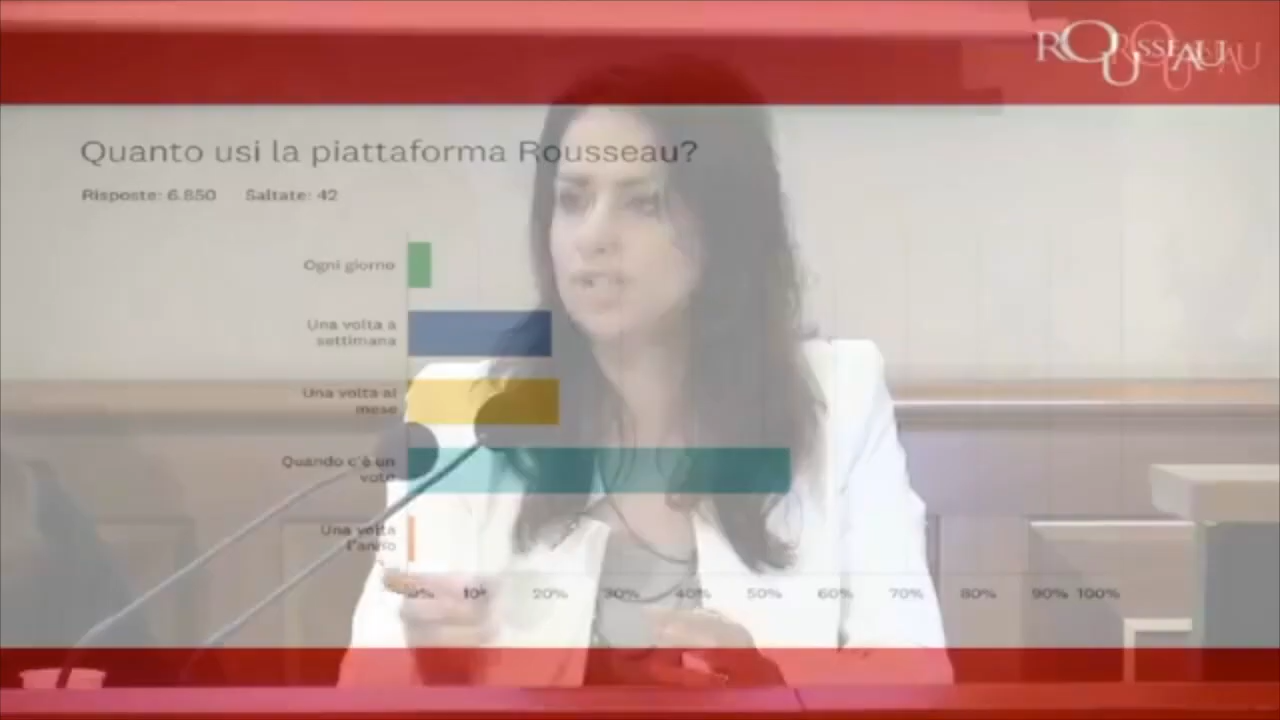 ROUSSEAU
Quanto usi la piattaforma Rousseau?
Risposte: 6.850 Saltate: 42
Ogni giorno
Una volta a
settimana
Una volta al
mese
Quando c'è un
voto
Una volta
l'anno
0% 10% 20% 30% 40% 50% 60% 70% 80% 90% 100%